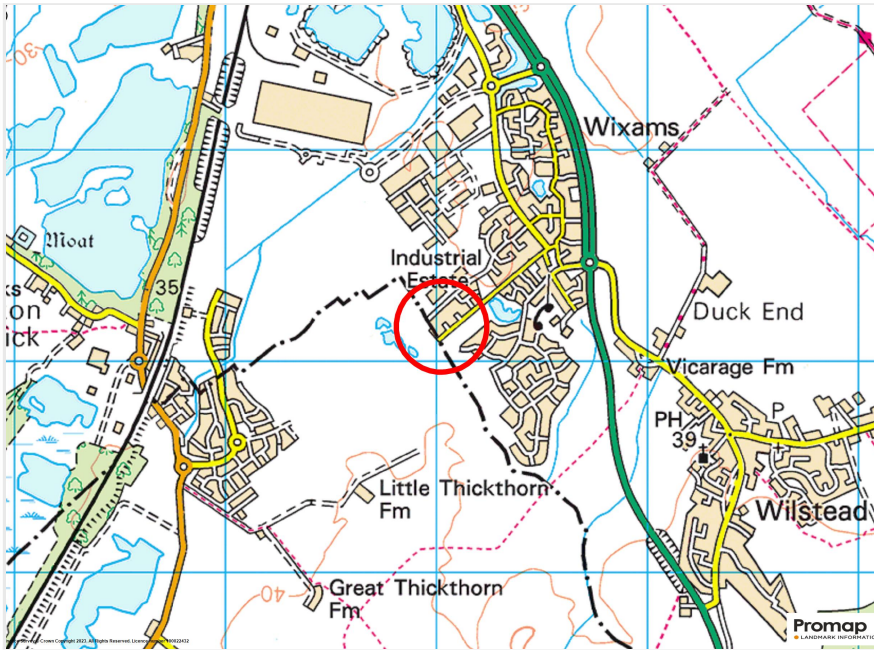 30
Wixams
Moat
Industrial
Estate
35
on
ick
Duck End
Vicarage Fm
PH
P
39
Little Thickthorn
Fm
Wilstead
40
Great Thickthorn
Fm
Promap
LANDMARK INFORMATIO